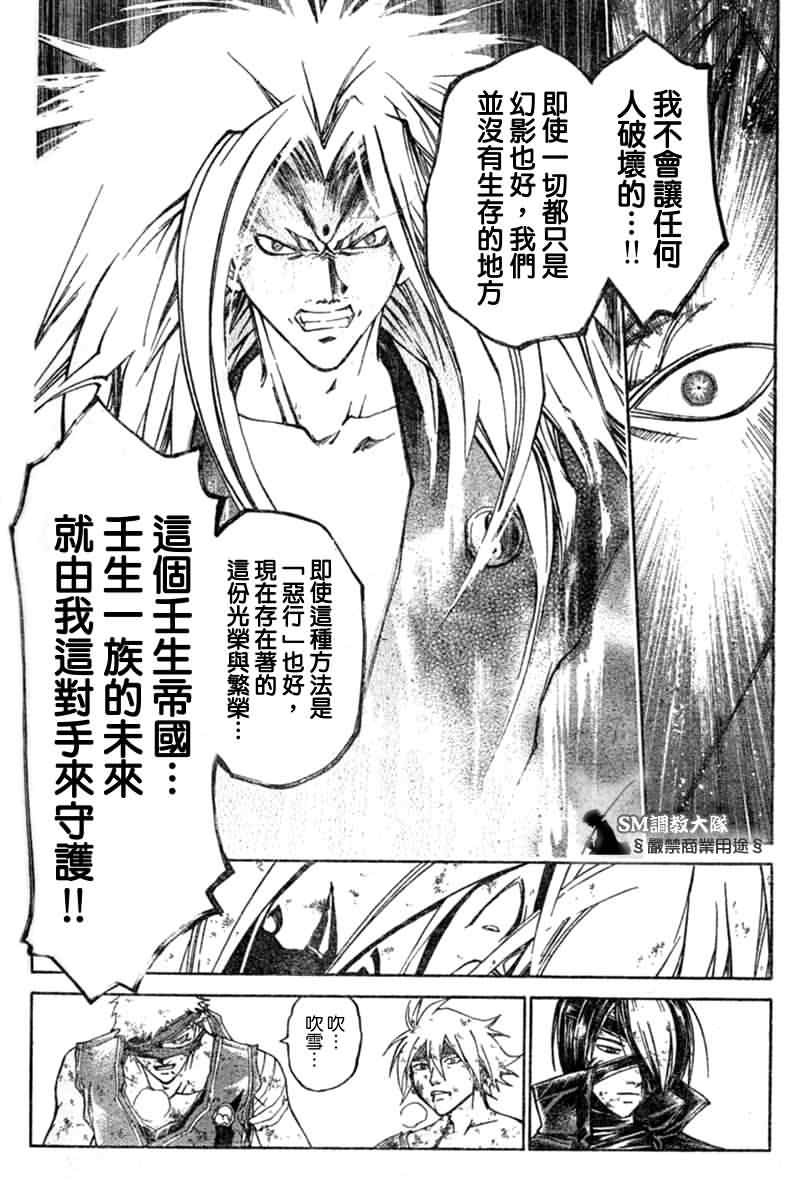 我不會讓任何
人破壞的…!!
即使一切都只是
幻影也好，我們
並沒有生存的地方
即使這種方法是
「惡行」也好，
現在存在著的
這份光榮與繁榮…
這個壬生帝國…
壬生一族的未來
就由我這對手來守護!!
SM調教大隊
§嚴禁商業用途§
吹…
吹雪…